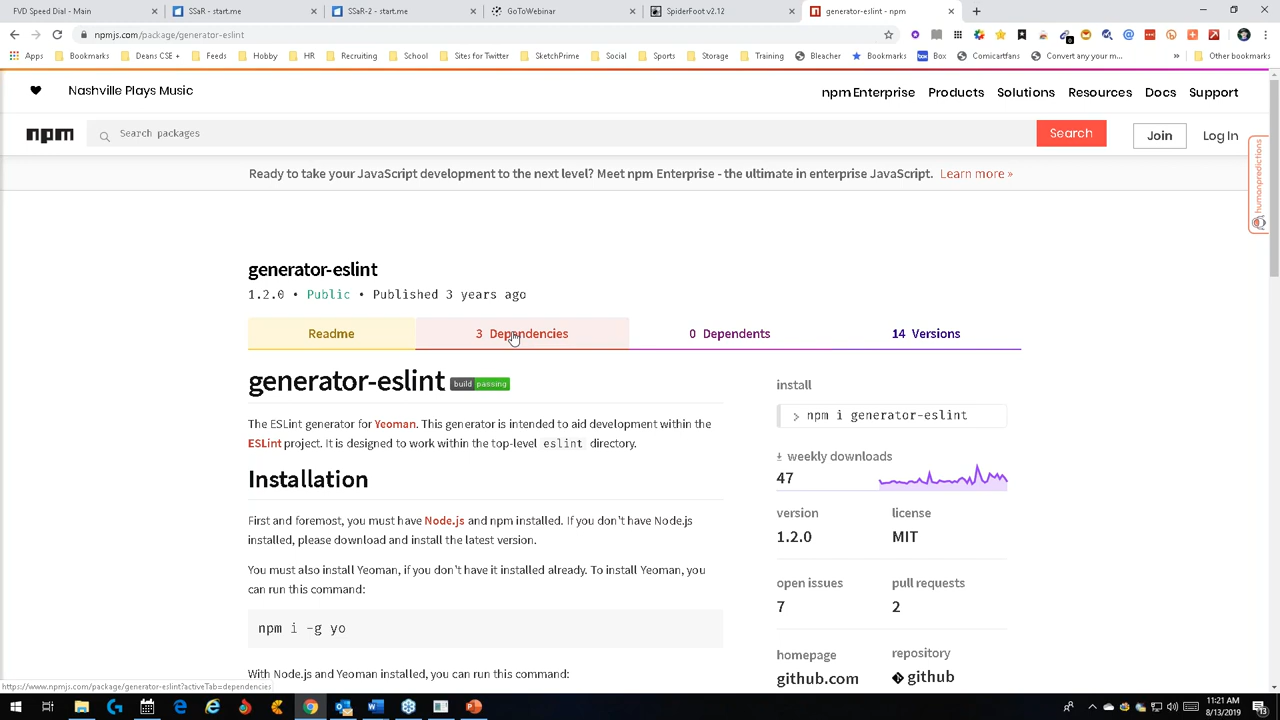 FVD Speed Dial - Main
SSaR - start.me
SSaR-2 - start.me
GoToWebinar
SpiderFoot v2.12
generator-eslint - npm
npmjs.com/package/generator-eslint
Apps
Bookmarks
Deans CSE +
Feeds
Hobby
HR
Recruiting
School
Sites for Twitter
SketchPrime
Social
Sports
Storage
Training
Bleacher
Bookmarks
Box
Comicartfans
Convert any your m...
»
Other bookmarks
Nashville Plays Music
npm Enterprise
Products
Solutions
Resources
Docs
Support
npm
Search packages
Search
Join
Log In
Ready to take your JavaScript development to the next level? Meet npm Enterprise - the ultimate in enterprise JavaScript. Learn more »
humanpredictions
generator-eslint
1.2.0 • Public • Published 3 years ago
Readme
3 Dependencies
0 Dependents
14 Versions
generator-eslint
build passing
The ESLint generator for Yeoman. This generator is intended to aid development within the
ESLint project. It is designed to work within the top-level eslint directory.
Installation
First and foremost, you must have Node.js and npm installed. If you don't have Node.js
installed, please download and install the latest version.
You must also install Yeoman, if you don't have it installed already. To install Yeoman, you
can run this command:
npm i -g yo
With Node.js and Yeoman installed, you can run this command:
install
> npm i generator-eslint
weekly downloads
47
version
license
1.2.0
MIT
open issues
pull requests
7
2
homepage
repository
github.com
github
https://www.npmjs.com/package/generator-eslint?activeTab=dependencies
11:21 AM
8/13/2019
13